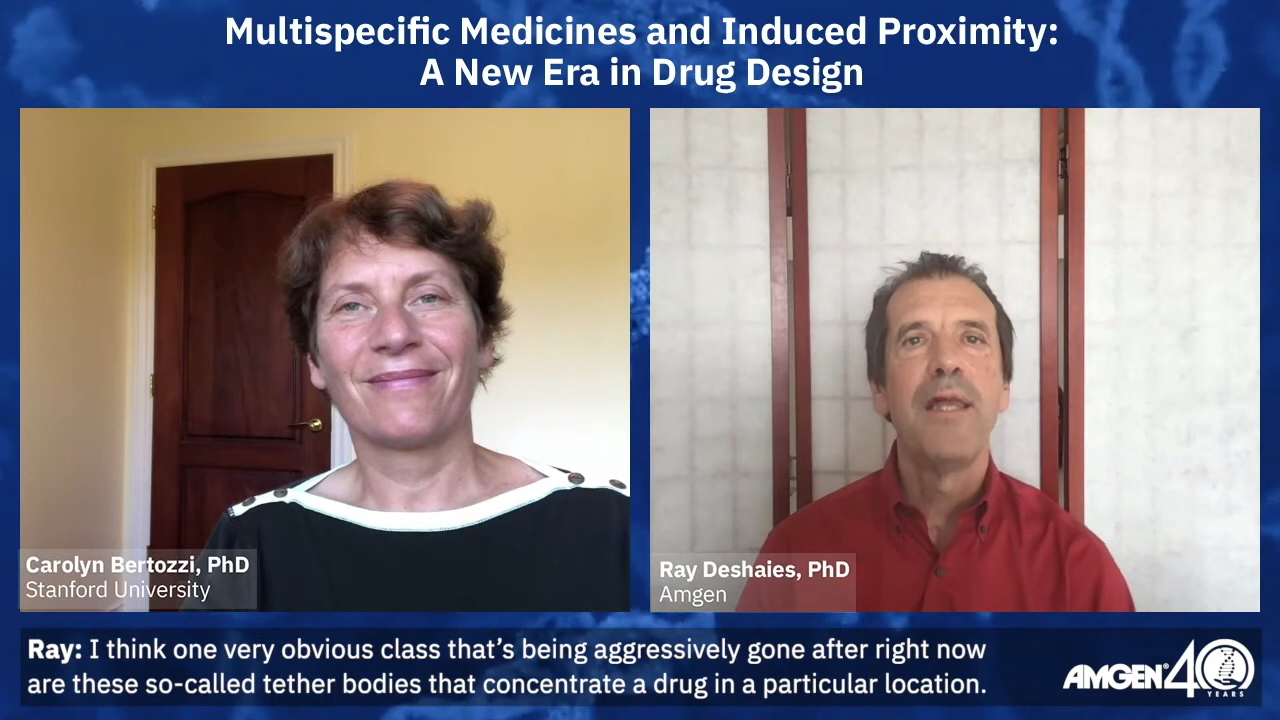 Multispecific Medicines and Induced Proximity:
A New Era in Drug Design
Carolyn Bertozzi, PhD
Stanford University
Ray Deshaies, PhD
Amgen
Ray: I think one very obvious class that’s being aggressively gone after right now
are these so-called tether bodies that concentrate a drug in a particular location.
AMGEN® 40
YEARS